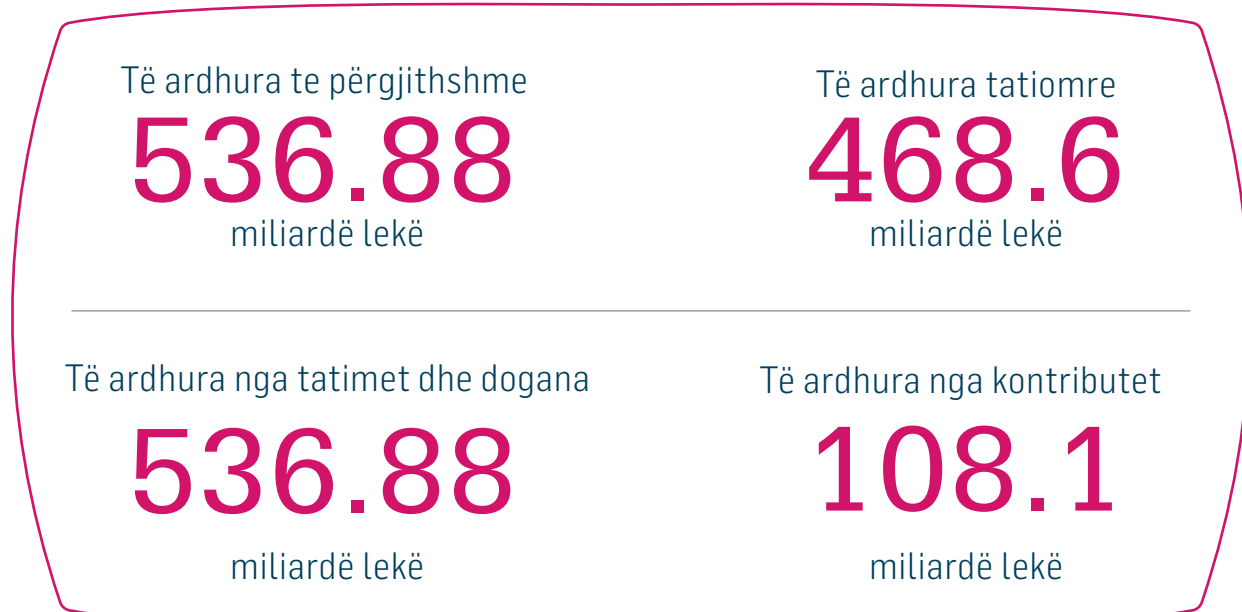 Të ardhura te përgjithshme
536.88
miliardë lekë
Të ardhura tatiomre
468.6
miliardë lekë
Të ardhura nga tatimet dhe dogana
536.88
miliardë lekë
Të ardhura nga kontributet
108.1
miliardë lekë